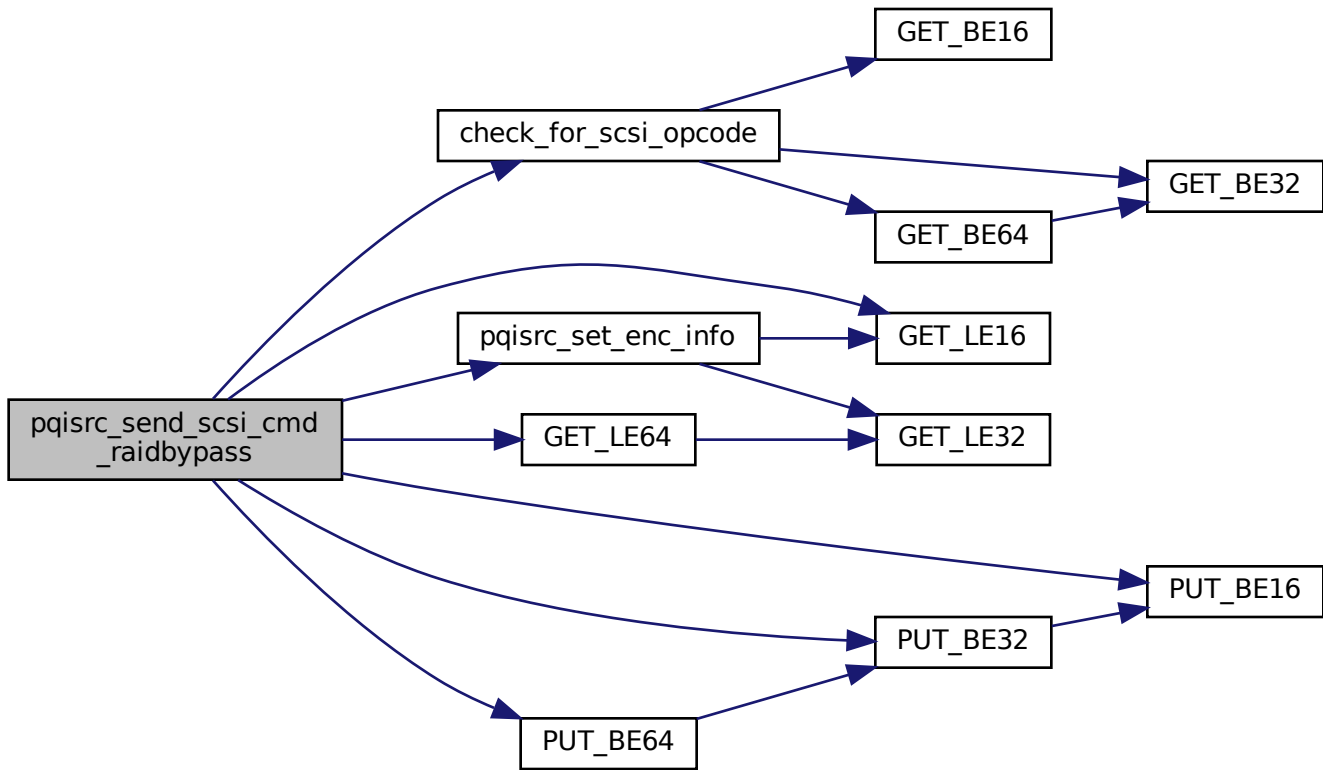 GET_BE16
check_for_scsi_opcode
GET_BE32
GET_BE64
pqisrc_set_enc_info
GET_LE16
pqisrc_send_scsi_cmd
_raidbypass
GET_LE64
GET_LE32
PUT_BE16
PUT_BE32
PUT_BE64